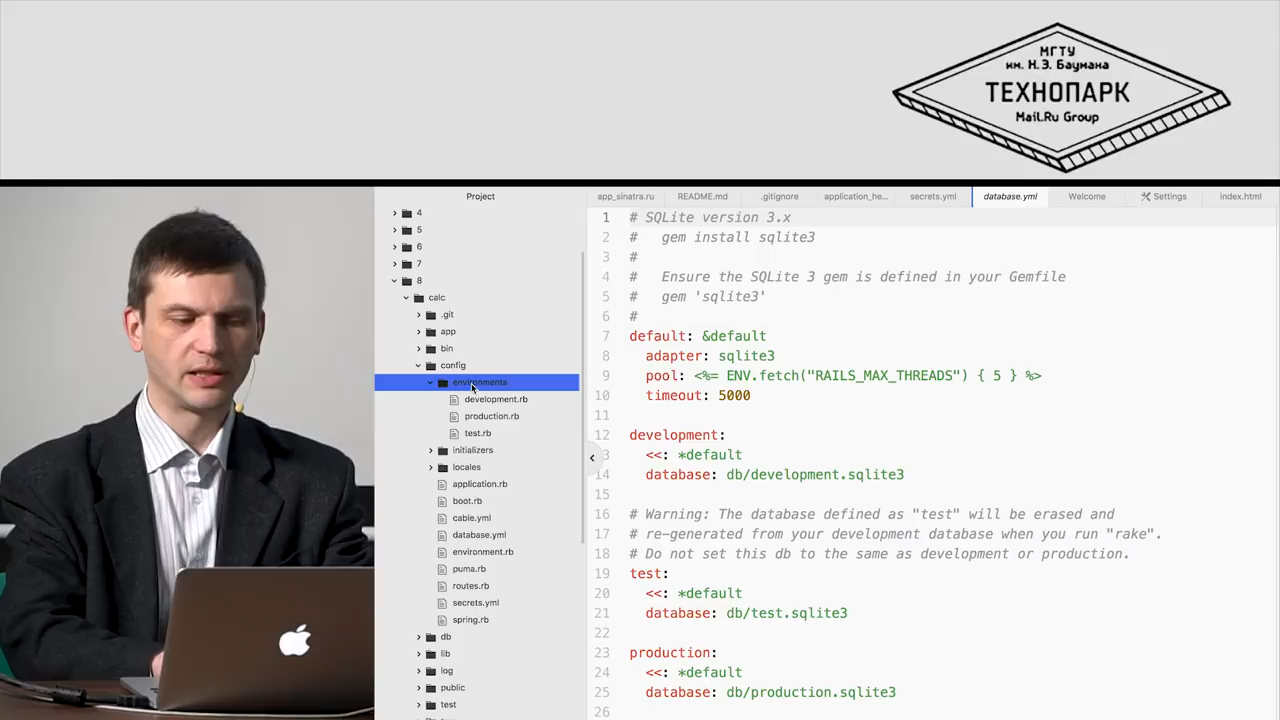 МГТУ
им. Н.Э. Баумана
ТЕХНОПАРК
Mail.Ru Group
Project
app_sinatra.ru
README.md
.gitignore
application_he...
secrets.yml
database.yml
Welcome
Settings
index.html
4
5
6
7
8
calc
.git
app
bin
config
environments
development.rb
production.rb
test.rb
initializers
locales
application.rb
boot.rb
cable.yml
database.yml
environment.rb
puma.rb
routes.rb
secrets.yml
spring.rb
db
lib
log
public
test
1 # SQLite version 3.x
2 #   gem install sqlite3
3 #
4 #   Ensure the SQLite 3 gem is defined in your Gemfile
5 #   gem 'sqlite3'
6 #
7 default: &default
8   adapter: sqlite3
9   pool: <%= ENV.fetch("RAILS_MAX_THREADS") { 5 } %>
10   timeout: 5000
11
12 development:
3   <<: *default
14   database: db/development.sqlite3
15
16 # Warning: The database defined as "test" will be erased and
17 # re-generated from your development database when you run "rake".
18 # Do not set this db to the same as development or production.
19 test:
20   <<: *default
21   database: db/test.sqlite3
22
23 production:
24   <<: *default
25   database: db/production.sqlite3
26